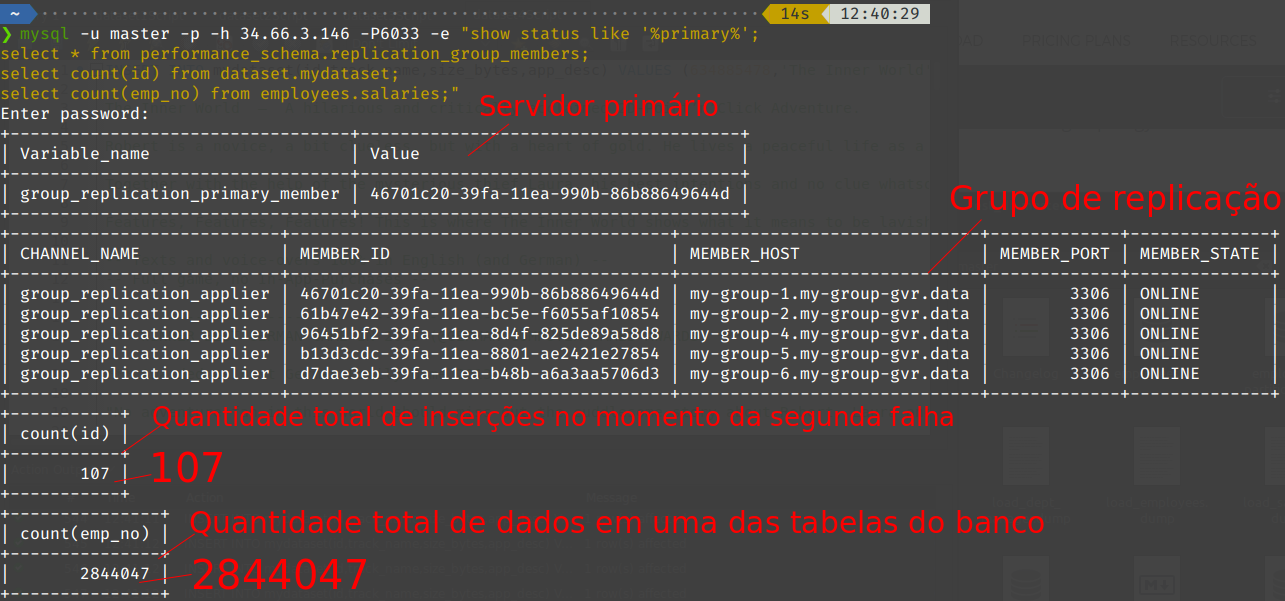 ~ 14s 12:40:29
❯ mysql -u master -p -h 34.66.3.146 -P6033 -e "show status like '%primary%';
select * from performance_schema.replication_group_members;
select count(id) from dataset.mydataset;
select count(emp_no) from employees.salaries;"
Servidor primário
Enter password:
Variable_name | Value
group_replication_primary_member | 46701c20-39fa-11ea-990b-86b88649644d
Grupo de replicação
CHANNEL_NAME | MEMBER_ID | MEMBER_HOST | MEMBER_PORT | MEMBER_STATE
group_replication_applier | 46701c20-39fa-11ea-990b-86b88649644d | my-group-1.my-group-gvr.data | 3306 | ONLINE
group_replication_applier | 61b47e42-39fa-11ea-bc5e-f6055af10854 | my-group-2.my-group-gvr.data | 3306 | ONLINE
group_replication_applier | 96451bf2-39fa-11ea-8d4f-825de89a58d8 | my-group-4.my-group-gvr.data | 3306 | ONLINE
group_replication_applier | b13d3cdc-39fa-11ea-8801-ae2421e27854 | my-group-5.my-group-gvr.data | 3306 | ONLINE
group_replication_applier | d7dae3eb-39fa-11ea-b48b-a6a3aa5706d3 | my-group-6.my-group-gvr.data | 3306 | ONLINE
Quantidade total de inserções no momento da segunda falha
count(id)
107
107
Quantidade total de dados em uma das tabelas do banco
count(emp_no)
2844047
2844047